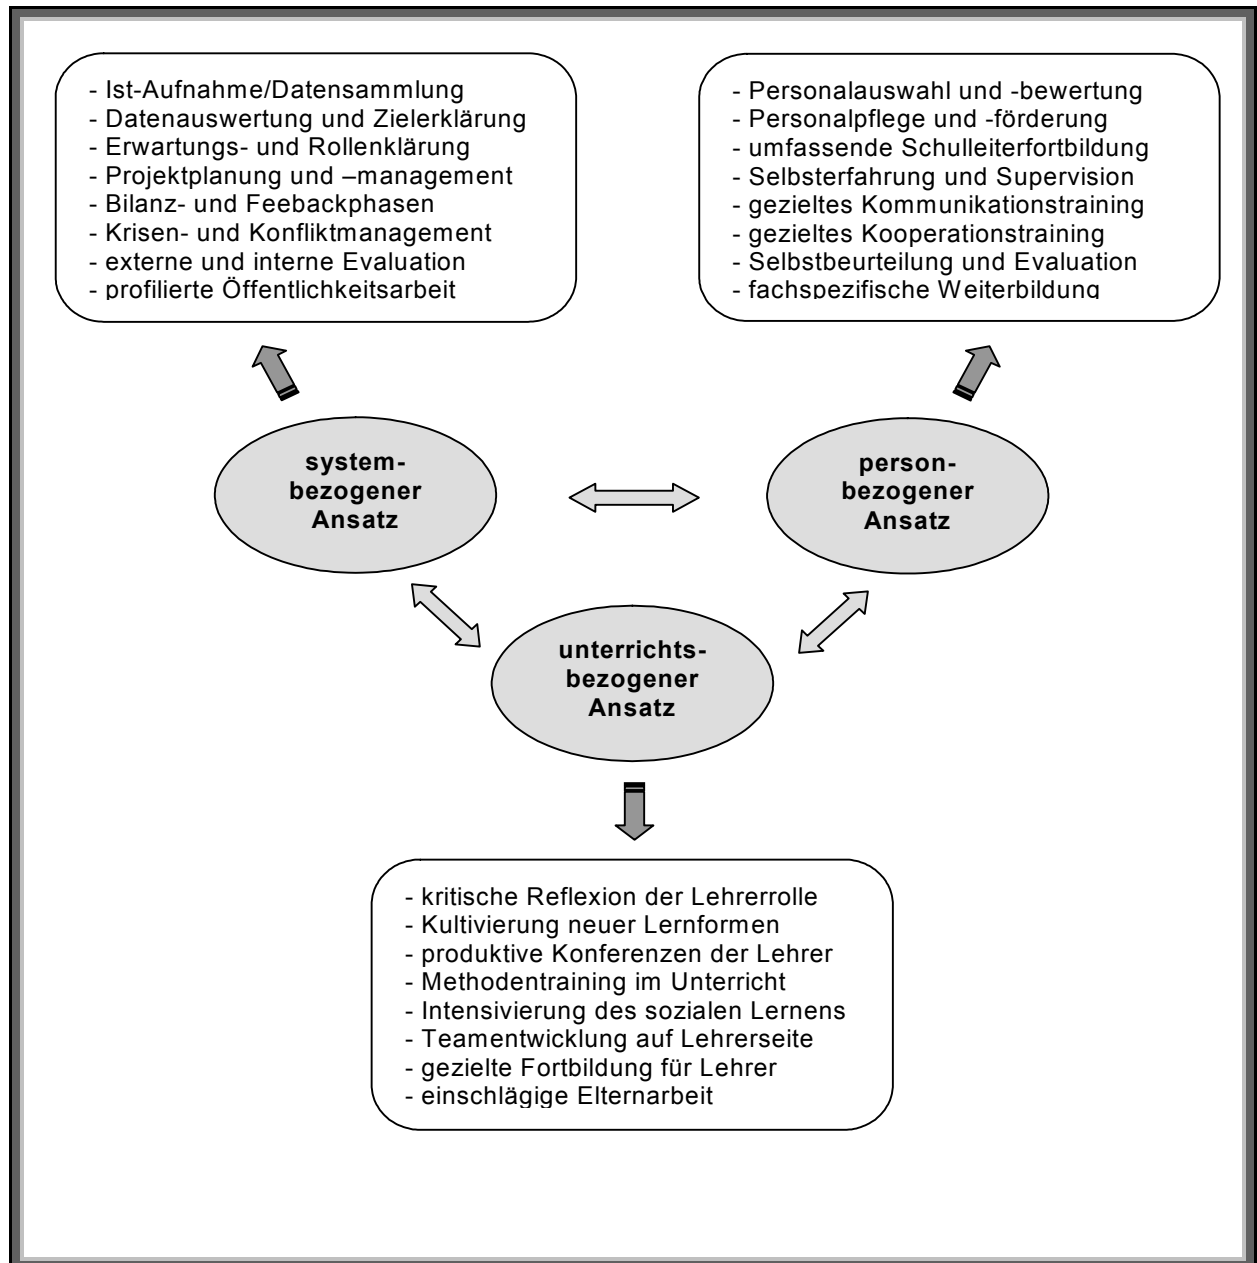 - Ist-Aufnahme/Datensammlung
- Datenauswertung und Zielerklärung
- Erwartungs- und Rollenklärung
- Projektplanung und –management
- Bilanz- und Feebackphasen
- Krisen- und Konfliktmanagement
- externe und interne Evaluation
- profilierte Öffentlichkeitsarbeit
- Personalauswahl und -bewertung
- Personalpflege und -förderung
- umfassende Schulleiterfortbildung
- Selbsterfahrung und Supervision
- gezieltes Kommunikationstraining
- gezieltes Kooperationstraining
- Selbstbeurteilung und Evaluation
- fachspezifische Weiterbildung
system-
bezogener
Ansatz
person-
bezogener
Ansatz
unterrichts-
bezogener
Ansatz
- kritische Reflexion der Lehrerrolle
- Kultivierung neuer Lernformen
- produktive Konferenzen der Lehrer
- Methodentraining im Unterricht
- Intensivierung des sozialen Lernens
- Teamentwicklung auf Lehrerseite
- gezielte Fortbildung für Lehrer
- einschlägige Elternarbeit